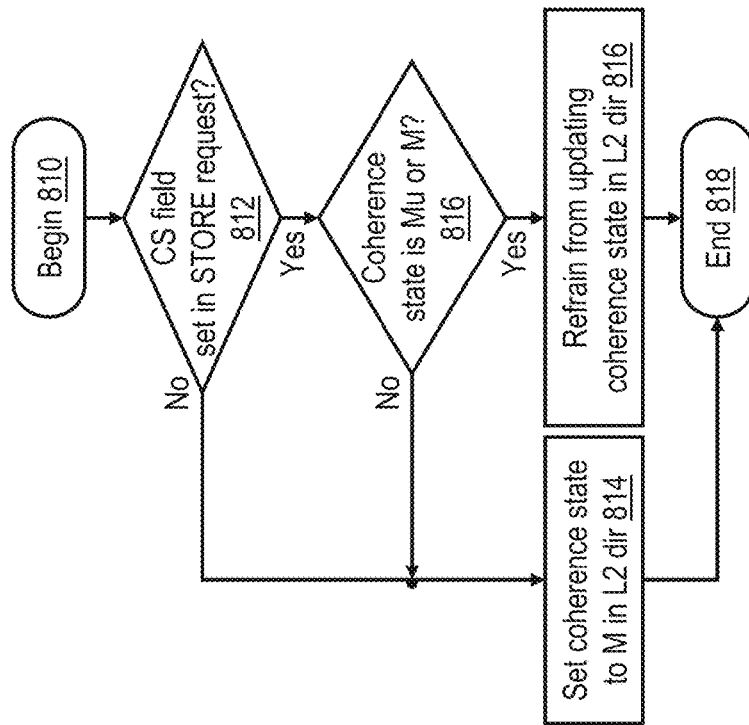 Begin 810
CS field
set in STORE request?
812
Yes
No
Coherence
state is Mu or M?
816
Yes
No
Refrain from updating
coherence state in L2 dir 816
Set coherence state
to M in L2 dir 814
End 818